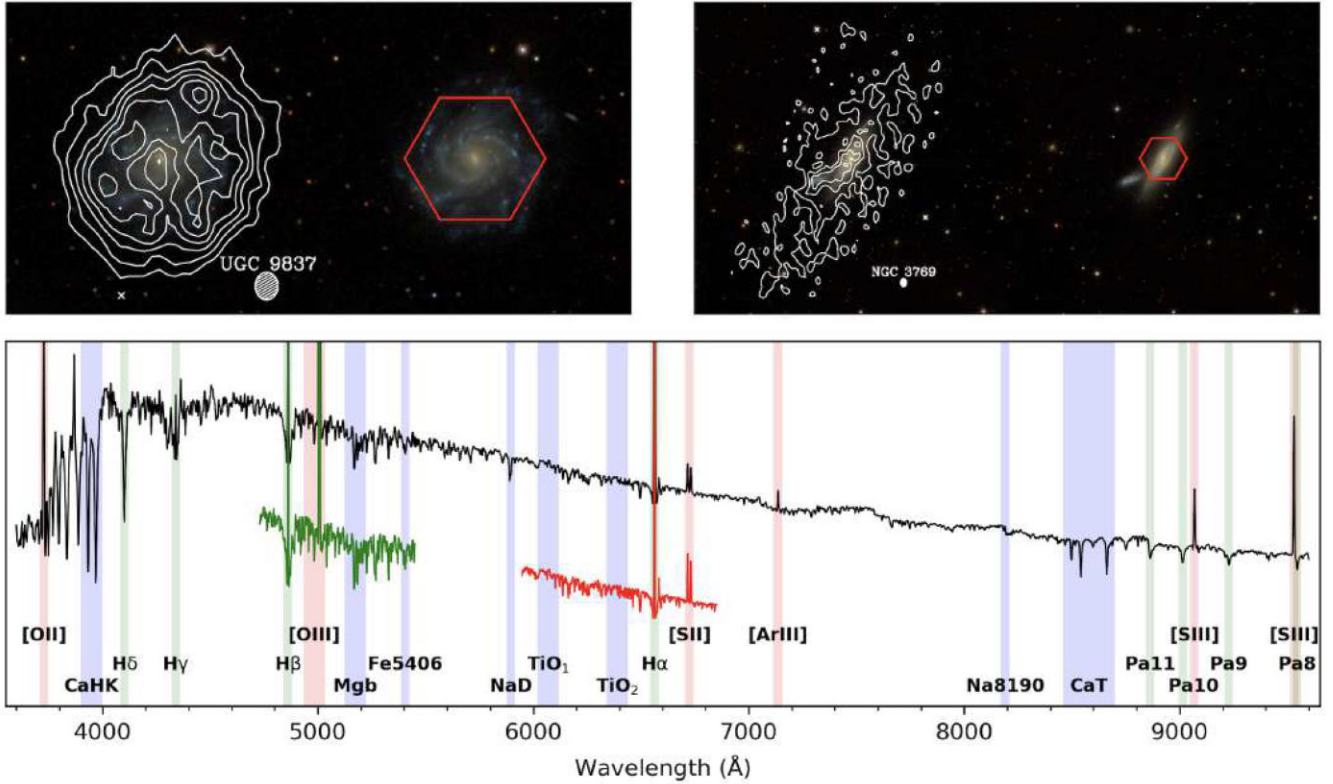 UGC 9837
NGC 3769
[OII]
[OIII]
[SII]
[ArIII]
[SIII]
[SIII]
Hδ
Hγ
Hβ
Fe5406
TiO₁
Hα
Pa11
Pa9
Pa8
CaHK
Mgb
NaD
TiO₂
Na8190
CaT
Pa10
4000
5000
6000
7000
8000
9000
Wavelength (Å)